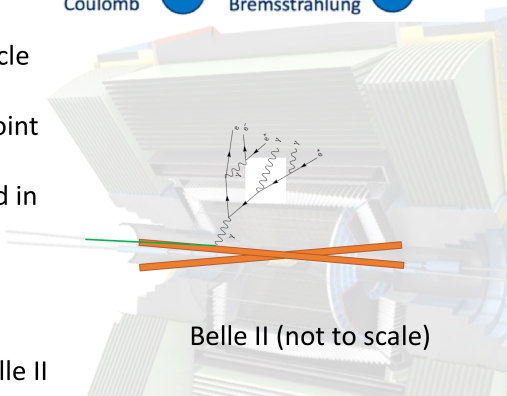 Coulomb Bremsstrahlung
cle
oint
d in
e⁻ e⁻ e⁺ γ γ e⁺
γ
γ
Belle II (not to scale)
lle II